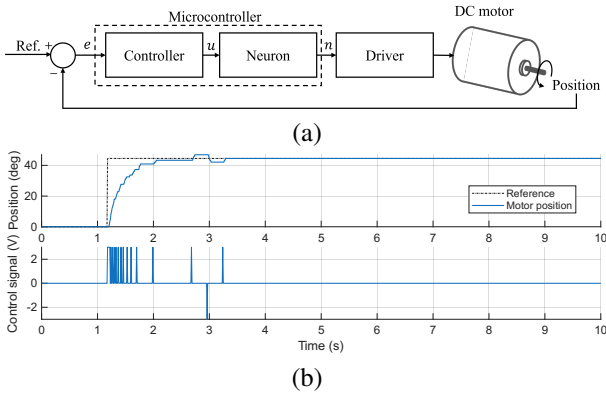 Microcontroller
DC motor
Ref. + e Controller u Neuron n Driver
−
Position
(a)
Position (deg)
40
20
0
Reference
Motor position
0 1 2 3 4 5 6 7 8 9 10
Control signal (V)
2
0
-2
0 1 2 3 4 5 6 7 8 9 10
Time (s)
(b)